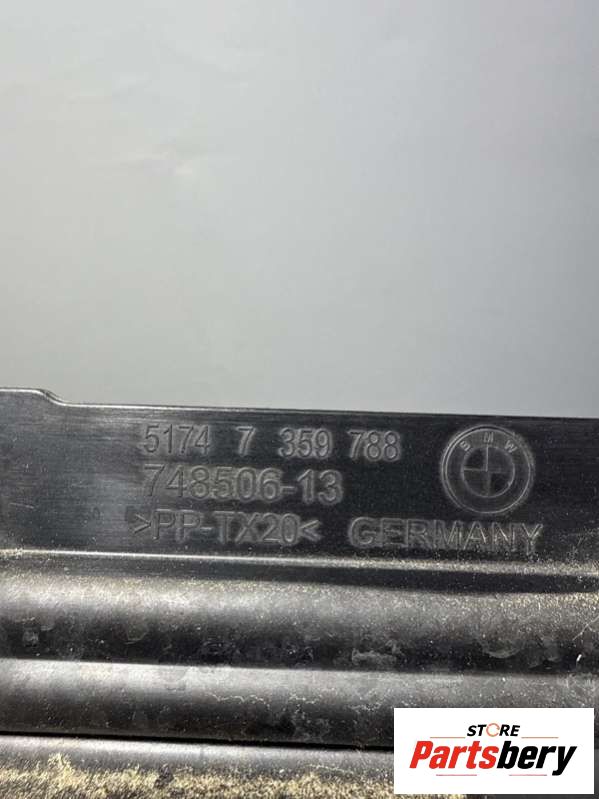 5174 7 359 788
748506-13
>PP-TX20<
GERMANY
BMW
STORE
Partsbery